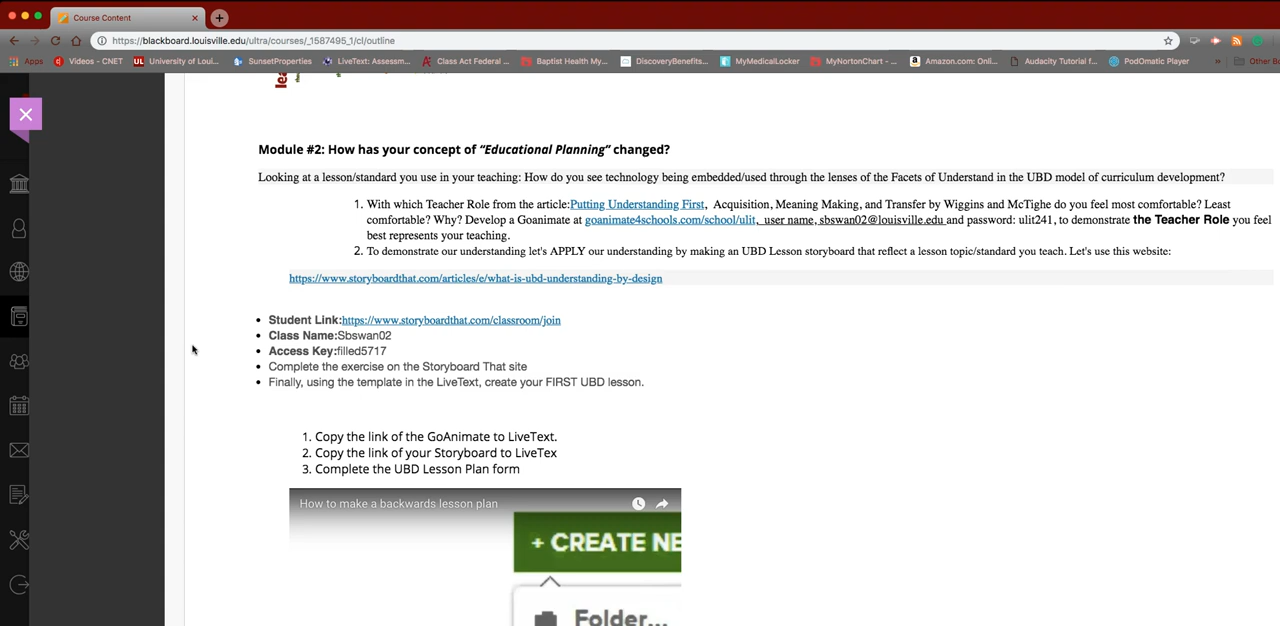 Course Content
https://blackboard.louisville.edu/ultra/courses/_1587495_1/cl/outline
Apps Videos - CNET University of Loui... SunsetProperties LiveText: Assessm... Class Act Federal ... Baptist Health My... DiscoveryBenefits... MyMedicalLocker MyNortonChart - ... Amazon.com: Onli... Audacity Tutorial f... PodOmatic Player » Other Bo
Module #2: How has your concept of “Educational Planning” changed?
Looking at a lesson/standard you use in your teaching: How do you see technology being embedded/used through the lenses of the Facets of Understand in the UBD model of curriculum development?
1. With which Teacher Role from the article:Putting Understanding First, Acquisition, Meaning Making, and Transfer by Wiggins and McTighe do you feel most comfortable? Least
comfortable? Why? Develop a Goanimate at goanimate4schools.com/school/ulit, user name, sbswan02@louisville.edu and password: ulit241, to demonstrate the Teacher Role you feel
best represents your teaching.
2. To demonstrate our understanding let's APPLY our understanding by making an UBD Lesson storyboard that reflect a lesson topic/standard you teach. Let's use this website:
https://www.storyboardthat.com/articles/e/what-is-ubd-understanding-by-design
• Student Link:https://www.storyboardthat.com/classroom/join
• Class Name:Sbswan02
• Access Key:filled5717
• Complete the exercise on the Storyboard That site
• Finally, using the template in the LiveText, create your FIRST UBD lesson.
1. Copy the link of the GoAnimate to LiveText.
2. Copy the link of your Storyboard to LiveTex
3. Complete the UBD Lesson Plan form
How to make a backwards lesson plan
+ CREATE NE
Folder...